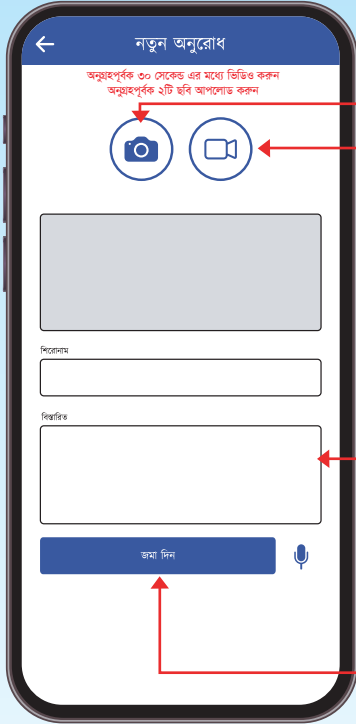 নতুন অনুরোধ
অনুগ্রহপূর্বক ৩০ সেকেন্ড এর মধ্যে ভিডিও করুন
অনুগ্রহপূর্বক ২টি ছবি আপলোড করুন
শিরোনাম
বিস্তারিত
জমা দিন